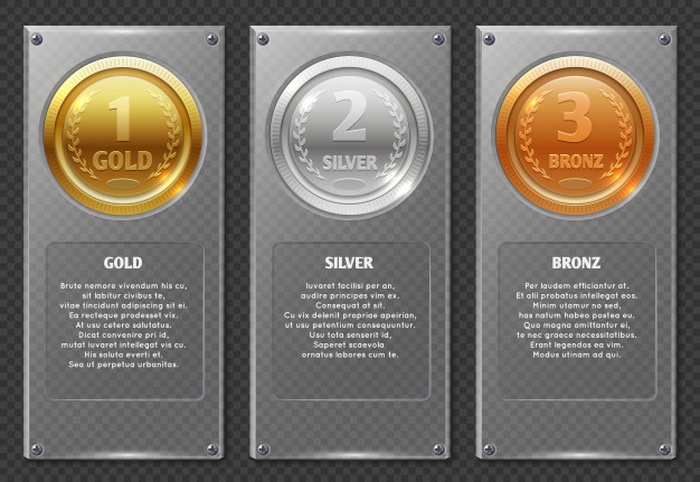 1
GOLD
GOLD
Brute nemore vivendum his cu,
sit labitur civibus te,
vitae tincidunt adipiscing sit ei.
Ea recteque prodesset vix.
At usu cetero salutatus.
Dicat convenire pri id,
mutat iuvaret intellegat vis cu.
His soluta everti et.
Sea ut perpetua urbanitas.
2
SILVER
SILVER
Iuvaret facilisi per an,
audire principes vim ex.
Consequat at sit.
Cu vix delenit propriae apeirian,
ut usu petentium consequuntur.
Usu tota senserit id,
Saperet scaevola
ornatus labores cum te.
3
BRONZ
BRONZ
Per laudem efficiantur at.
Et alii probatus intellegat eos.
Minim utamur no sed,
has natum habeo postea eu.
Quo magna omittantur ei,
te nec graece necessitatibus.
Erant legendos ea vim.
Modus utinam ad qui.